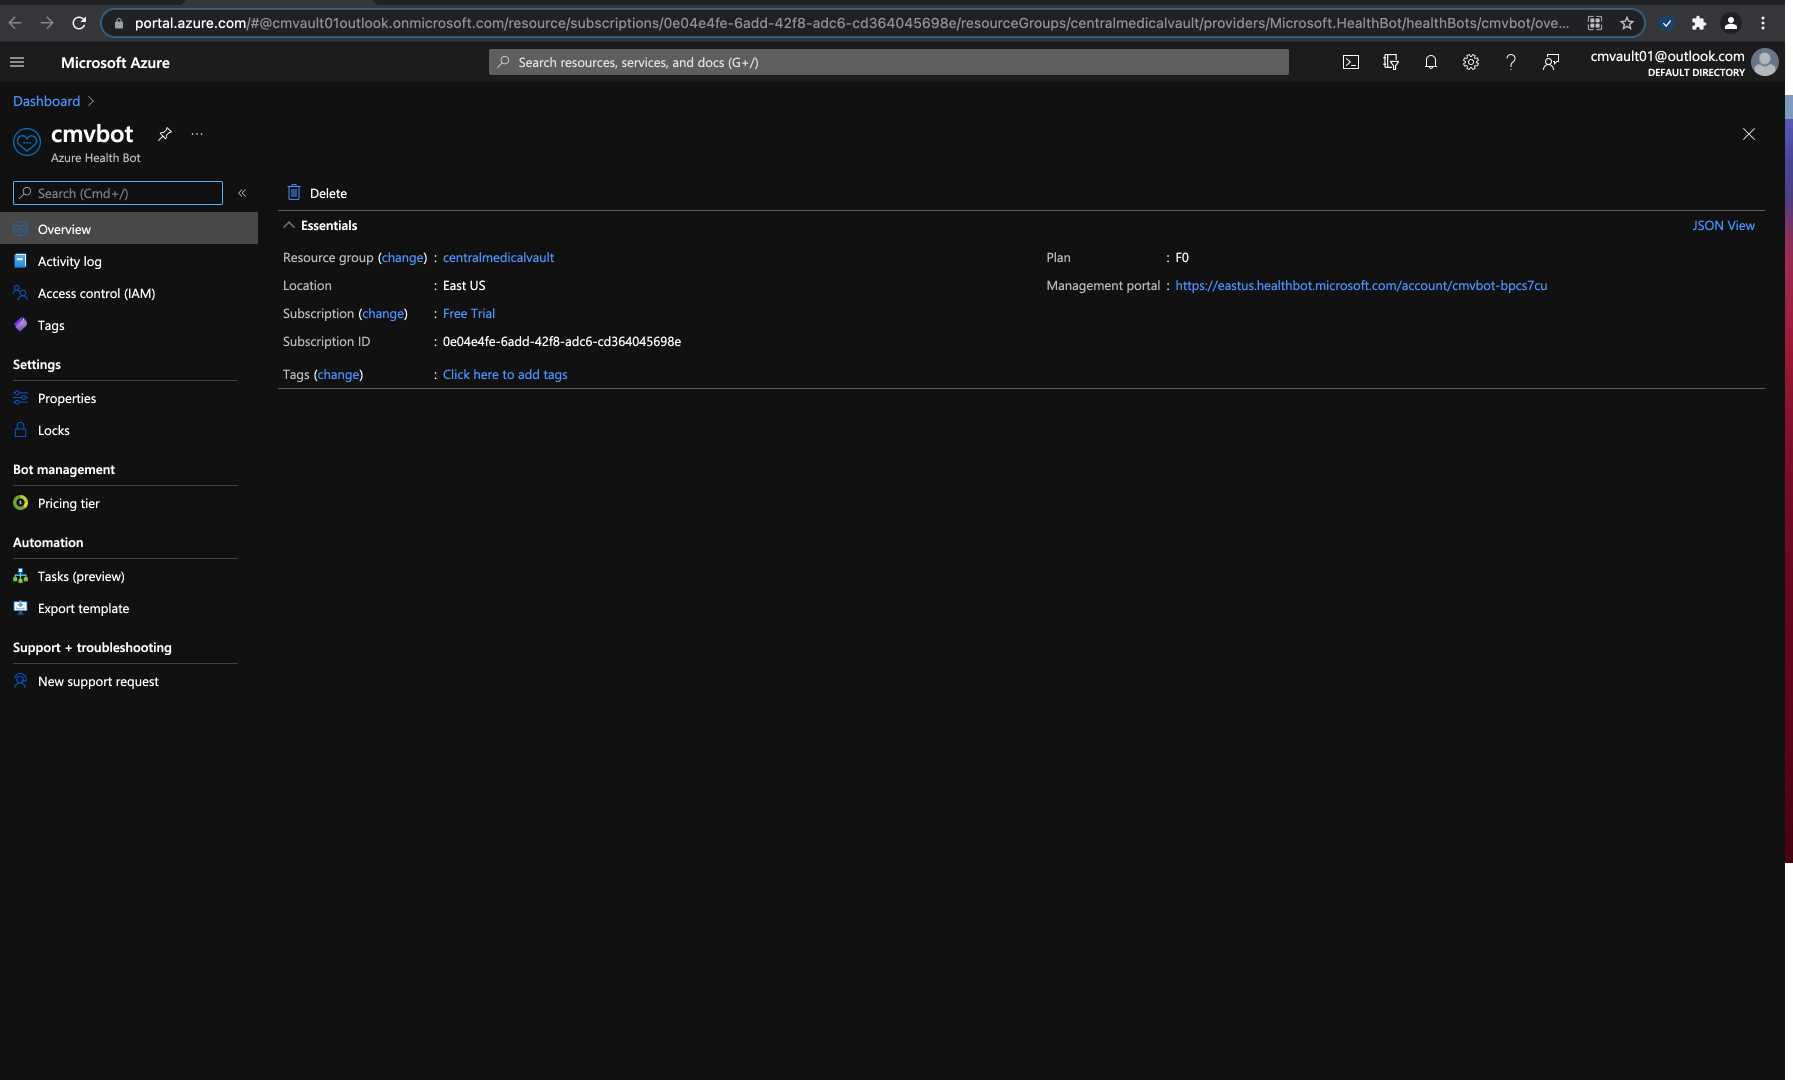 portal.azure.com/#@cmvault01outlook.onmicrosoft.com/resource/subscriptions/0e04e4fe-6add-42f8-adc6-cd364045698e/resourceGroups/centralmedicalvault/providers/Microsoft.HealthBot/healthBots/cmvbot/ove...
Microsoft Azure
Search resources, services, and docs (G+/)
cmvault01@outlook.com
DEFAULT DIRECTORY
Dashboard >
cmvbot
Azure Health Bot
Search (Cmd+/)
«
Overview
Activity log
Access control (IAM)
Tags
Settings
Properties
Locks
Bot management
Pricing tier
Automation
Tasks (preview)
Export template
Support + troubleshooting
New support request
Delete
Essentials
JSON View
Resource group (change) : centralmedicalvault
Location : East US
Subscription (change) : Free Trial
Subscription ID : 0e04e4fe-6add-42f8-adc6-cd364045698e
Tags (change) : Click here to add tags
Plan : F0
Management portal : https://eastus.healthbot.microsoft.com/account/cmvbot-bpcs7cu